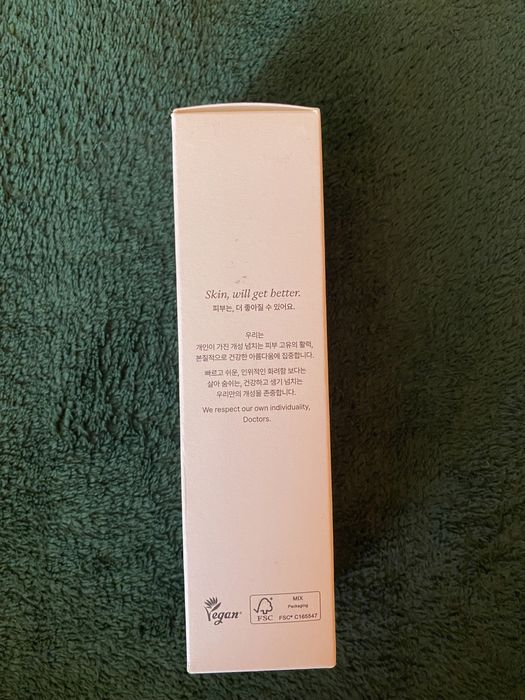 Skin, will get better.
피부는, 더 좋아질 수 있어요.
우리는
개인이 가진 개성 넘치는 피부 고유의 활력,
본질적으로 건강한 아름다움에 집중합니다.
빠르고 쉬운, 인위적인 화려함 보다는
살아 숨쉬는, 건강하고 생기 넘치는
우리만의 개성을 존중합니다.
We respect our own individuality,
Doctors.
Vegan®
FSC
MIX
Packaging
FSC® C165547